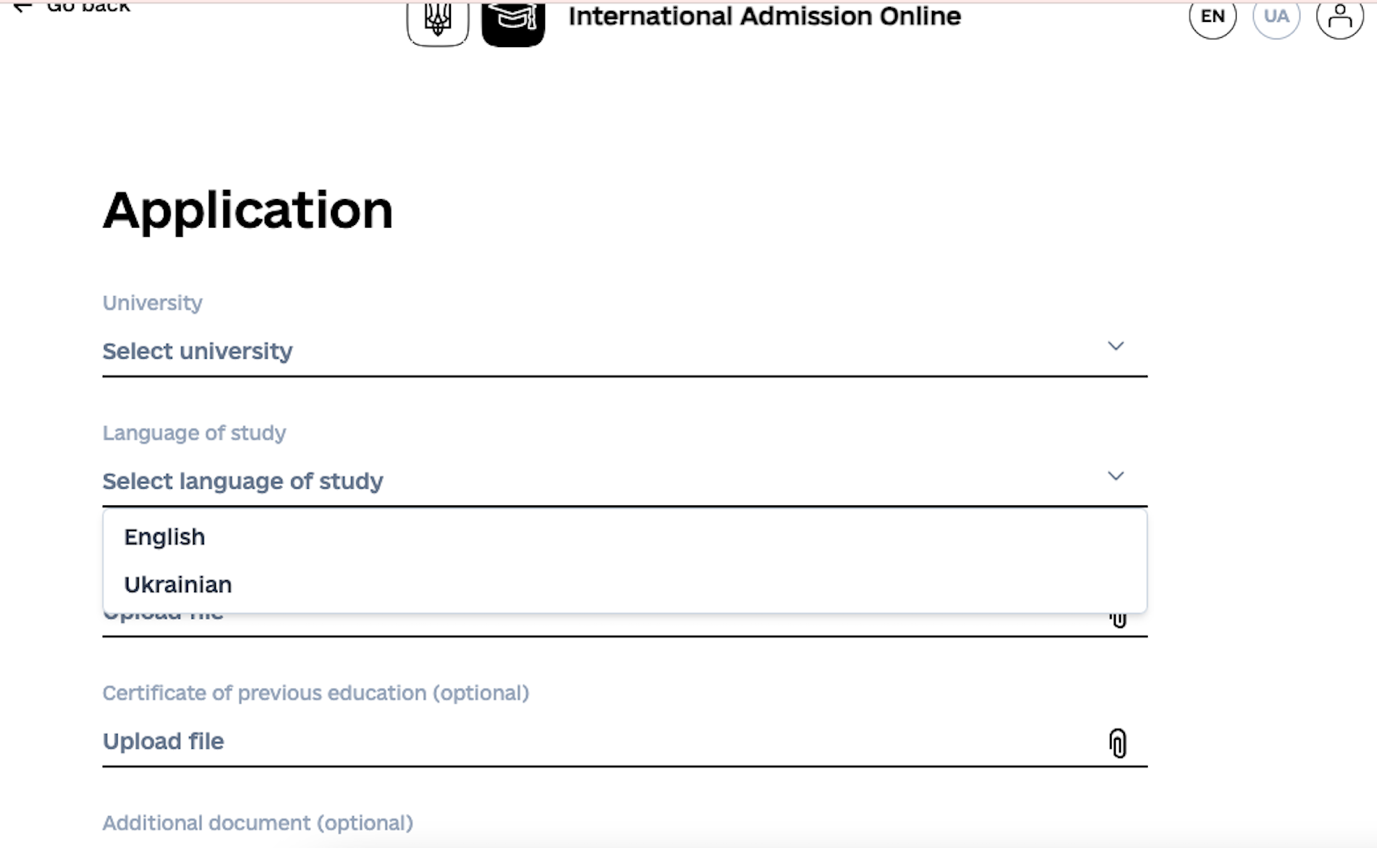 Go back
International Admission Online
EN
UA
Application
University
Select university
Language of study
Select language of study
English
Ukrainian
Upload file
Certificate of previous education (optional)
Upload file
Additional document (optional)